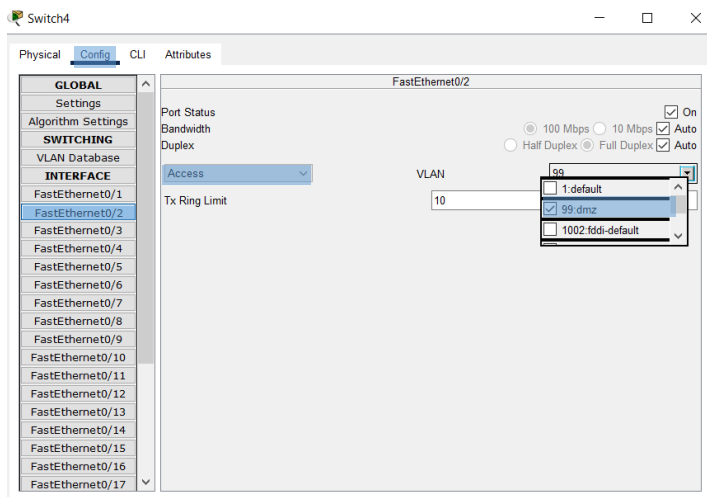 Switch4
Physical Config CLI Attributes
GLOBAL
Settings
Algorithm Settings
SWITCHING
VLAN Database
INTERFACE
FastEthernet0/1
FastEthernet0/2
FastEthernet0/3
FastEthernet0/4
FastEthernet0/5
FastEthernet0/6
FastEthernet0/7
FastEthernet0/8
FastEthernet0/9
FastEthernet0/10
FastEthernet0/11
FastEthernet0/12
FastEthernet0/13
FastEthernet0/14
FastEthernet0/15
FastEthernet0/16
FastEthernet0/17
FastEthernet0/2
Port Status On
Bandwidth 100 Mbps 10 Mbps Auto
Duplex Half Duplex Full Duplex Auto
Access VLAN 99
Tx Ring Limit 10
1:default
99:dmz
1002:fddi-default